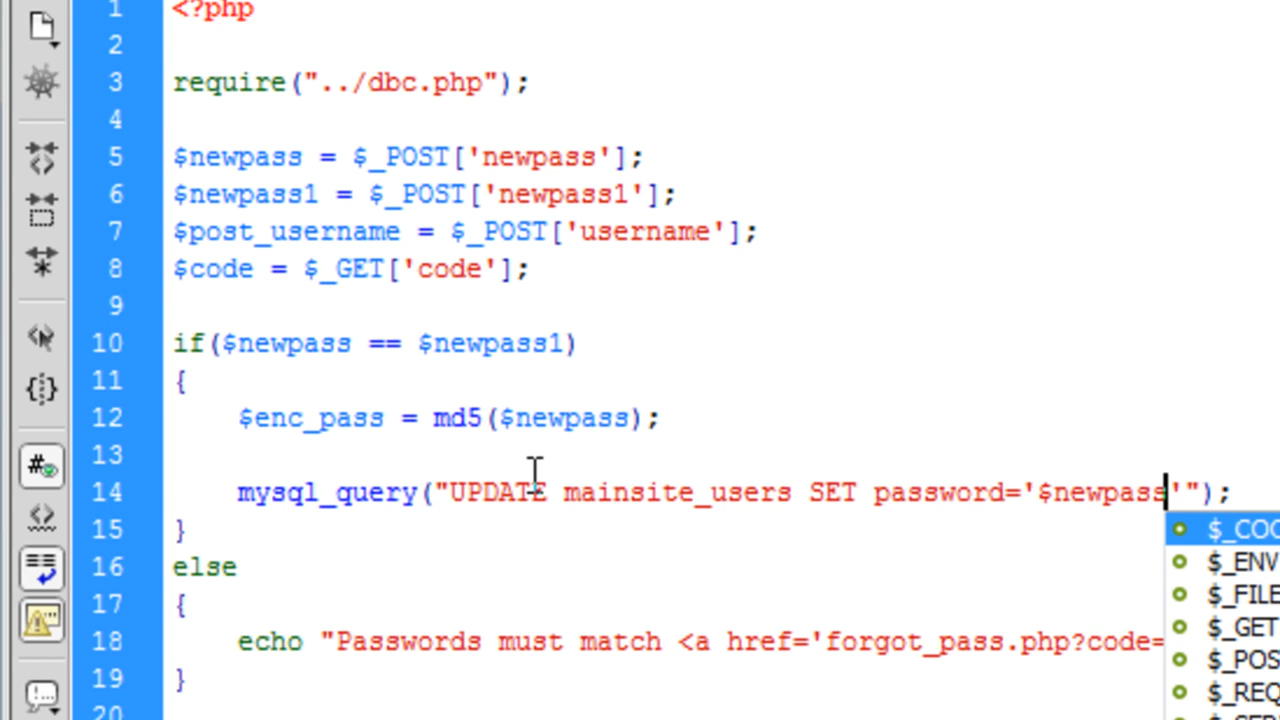 1 <?php
2
3 require("../dbc.php");
4
5 $newpass = $_POST['newpass'];
6 $newpass1 = $_POST['newpass1'];
7 $post_username = $_POST['username'];
8 $code = $_GET['code'];
9
10 if($newpass == $newpass1)
11 {
12 $enc_pass = md5($newpass);
13
14 mysql_query("UPDATE mainsite_users SET password='$newpass'");
15 }
$_COO
16 else
$_ENV
17 {
$_FILE
$_GET
18 echo "Passwords must match <a href='forgot_pass.php?code=
$_POS
19 }
$_REQ
20